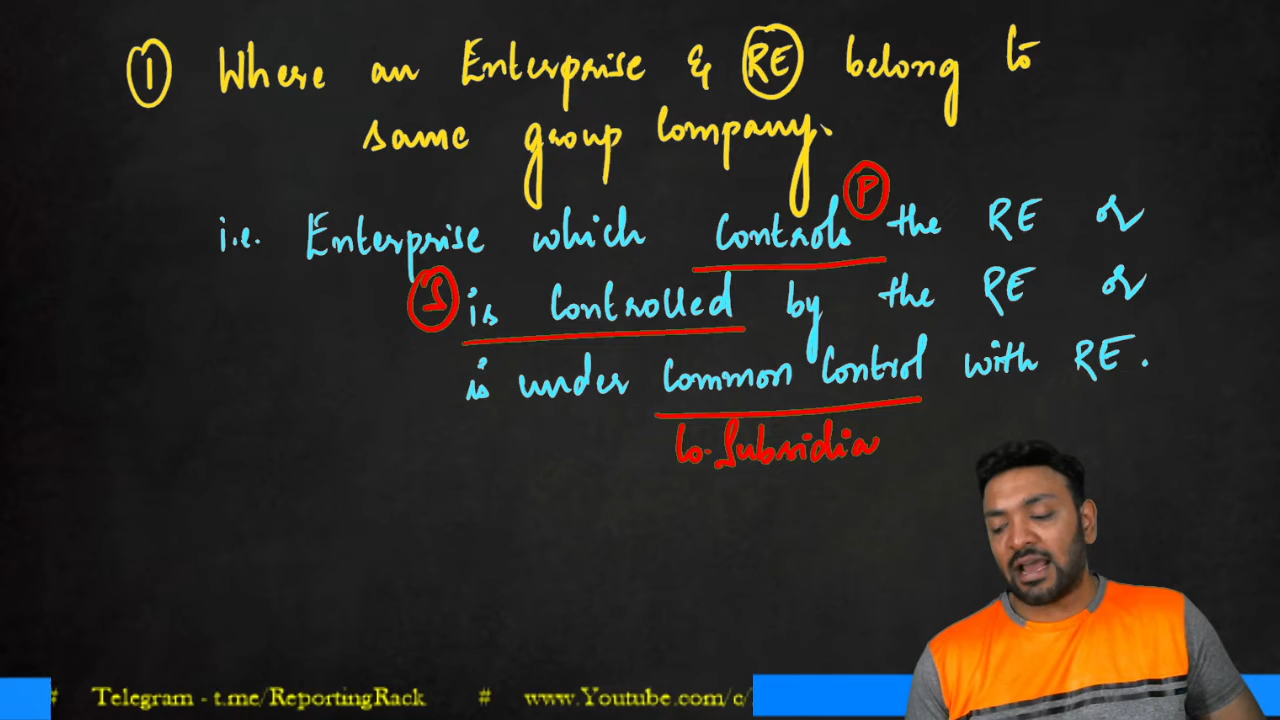 ① Where an Enterprise & RE belong to
same group Company.
P
i.e. Enterprise which Controls the RE or
S is Controlled by the RE or
is under Common Control with RE.
Co. Subsidia
# Telegram - t.me/ReportingRack # www.Youtube.com/c/